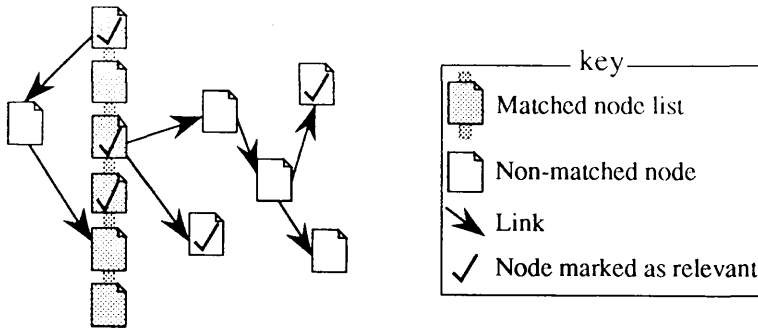 key
Matched node list
Non-matched node
Link
Node marked as relevant